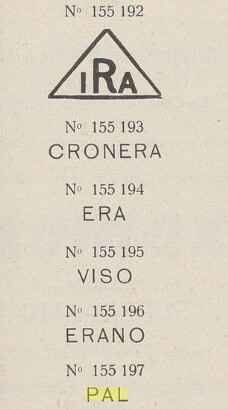 No 155 192
IRA
No 155 193
CRONERA
No 155 194
ERA
No 155 195
VISO
No 155 196
ERANO
No 155 197
PAL